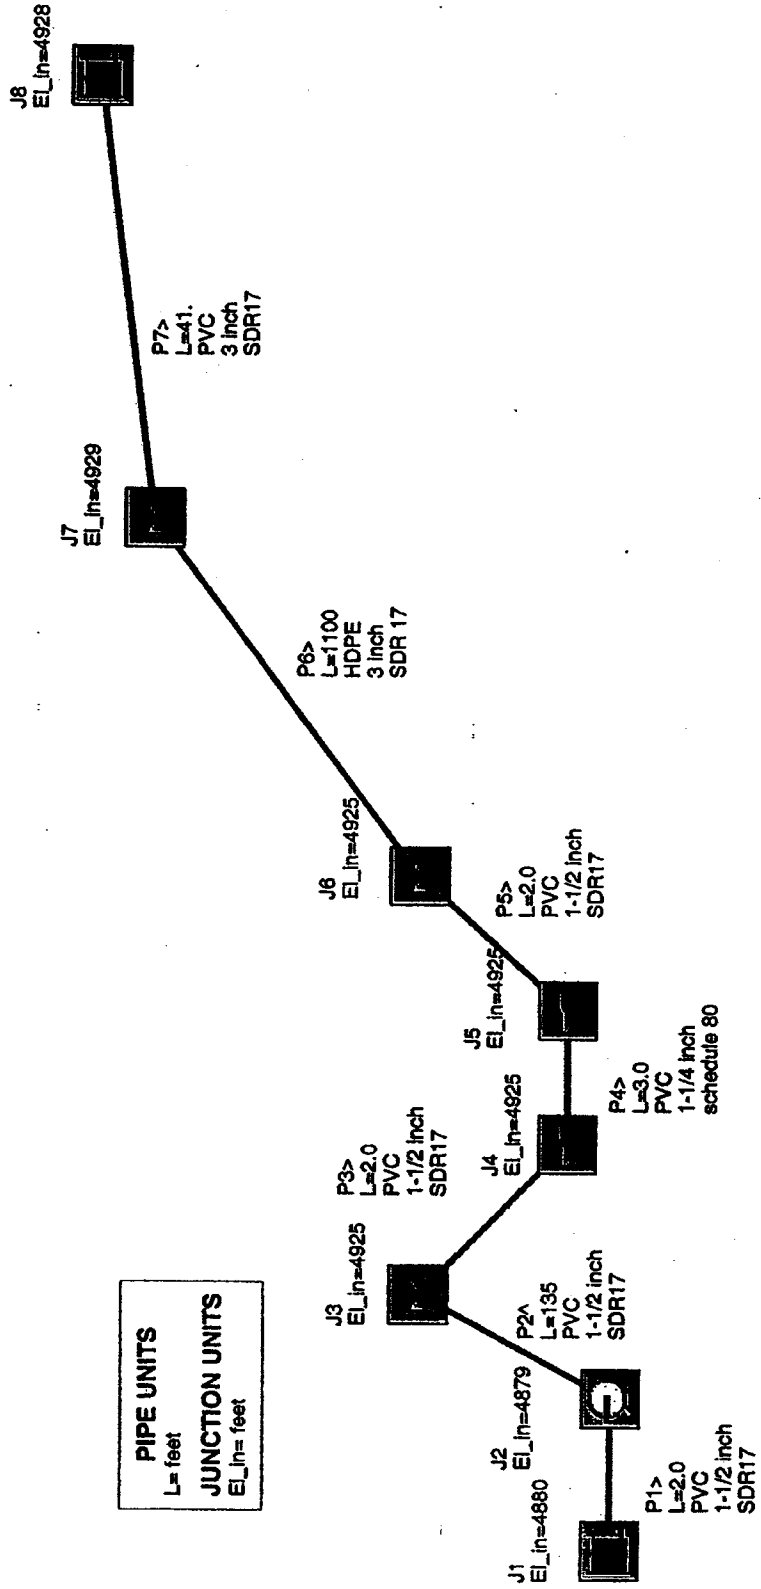 PIPE UNITS
L= feet
JUNCTION UNITS
El_in= feet
J1
El_in=4880
P1>
L=2.0
PVC
1-1/2 inch
SDR17
J2
El_in=4879
P2^
L=135
PVC
1-1/2 inch
SDR17
J3
El_in=4925
P3>
L=2.0
PVC
1-1/2 inch
SDR17
J4
El_in=4925
P4>
L=3.0
PVC
1-1/4 inch
schedule 80
J5
El_in=4925
P5>
L=2.0
PVC
1-1/2 inch
SDR17
J6
El_in=4925
P6>
L=1100
HDPE
3 inch
SDR 17
J7
El_in=4929
P7>
L=41.
PVC
3 inch
SDR17
J8
El_in=4928